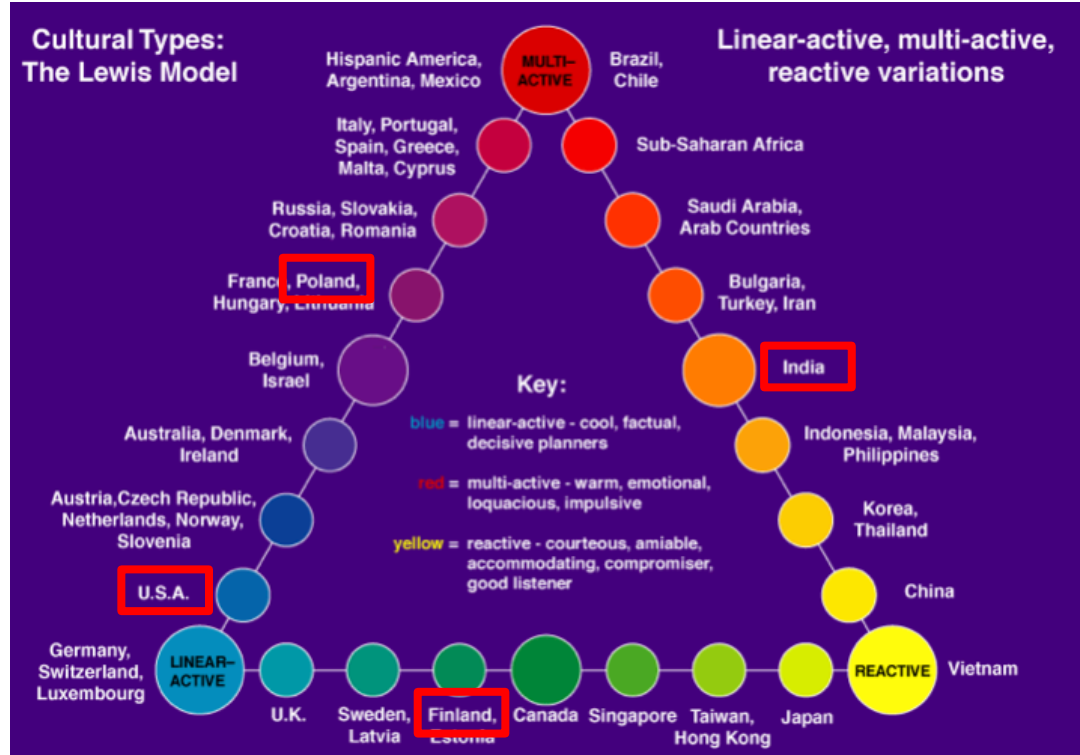 Cultural Types:
The Lewis Model
Linear-active, multi-active,
reactive variations
Hispanic America,
Argentina, Mexico
MULTI-
ACTIVE
Brazil,
Chile
Italy, Portugal,
Spain, Greece,
Malta, Cyprus
Sub-Saharan Africa
Russia, Slovakia,
Croatia, Romania
Saudi Arabia,
Arab Countries
France, Poland,
Hungary, Lithuania
Bulgaria,
Turkey, Iran
Belgium,
Israel
India
Key:
blue = linear-active - cool, factual,
decisive planners
red = multi-active - warm, emotional,
loquacious, impulsive
yellow = reactive - courteous, amiable,
accommodating, compromiser,
good listener
Australia, Denmark,
Ireland
Indonesia, Malaysia,
Philippines
Austria,Czech Republic,
Netherlands, Norway,
Slovenia
Korea,
Thailand
U.S.A.
China
Germany,
Switzerland,
Luxembourg
LINEAR-
ACTIVE
REACTIVE
Vietnam
U.K.
Sweden,
Latvia
Finland,
Estonia
Canada
Singapore
Taiwan,
Hong Kong
Japan